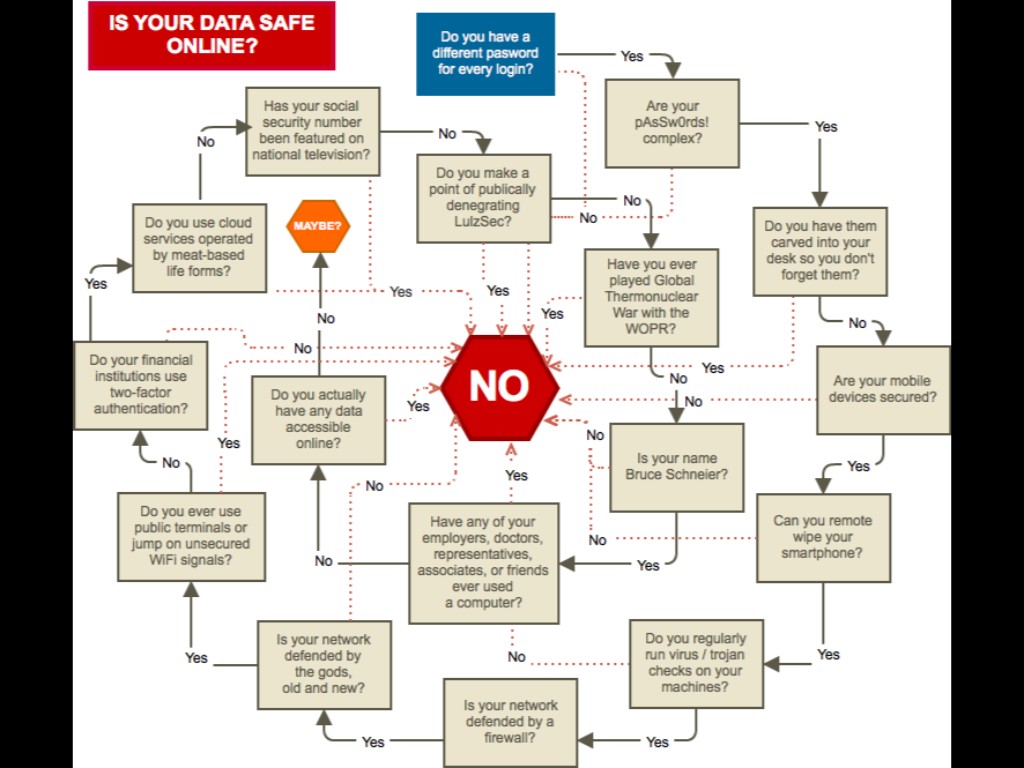 IS YOUR DATA SAFE
ONLINE?
Do you have a
different pasword
for every login?
Yes
Are your
pAsSw0rds!
complex?
Yes
Has your social
security number
been featured on
national television?
No
No
Do you make a
point of publically
denegrating
LulzSec?
No
No
Do you use cloud
services operated
by meat-based
life forms?
MAYBE?
Do you have them
carved into your
desk so you don't
forget them?
Have you ever
played Global
Thermonuclear
War with the
WOPR?
Yes
Yes
Yes
Yes
No
No
No
Yes
Do your financial
institutions use
two-factor
authentication?
Do you actually
have any data
accessible
online?
NO
No
Are your mobile
devices secured?
Yes
No
Yes
No
Is your name
Bruce Schneier?
No
Yes
Yes
No
Do you ever use
public terminals or
jump on unsecured
WiFi signals?
Have any of your
employers, doctors,
representatives,
associates, or friends
ever used
a computer?
Can you remote
wipe your
smartphone?
No
No
Yes
Is your network
defended by
the gods,
old and new?
Do you regularly
run virus / trojan
checks on your
machines?
Yes
No
Yes
Is your network
defended by a
firewall?
Yes
Yes